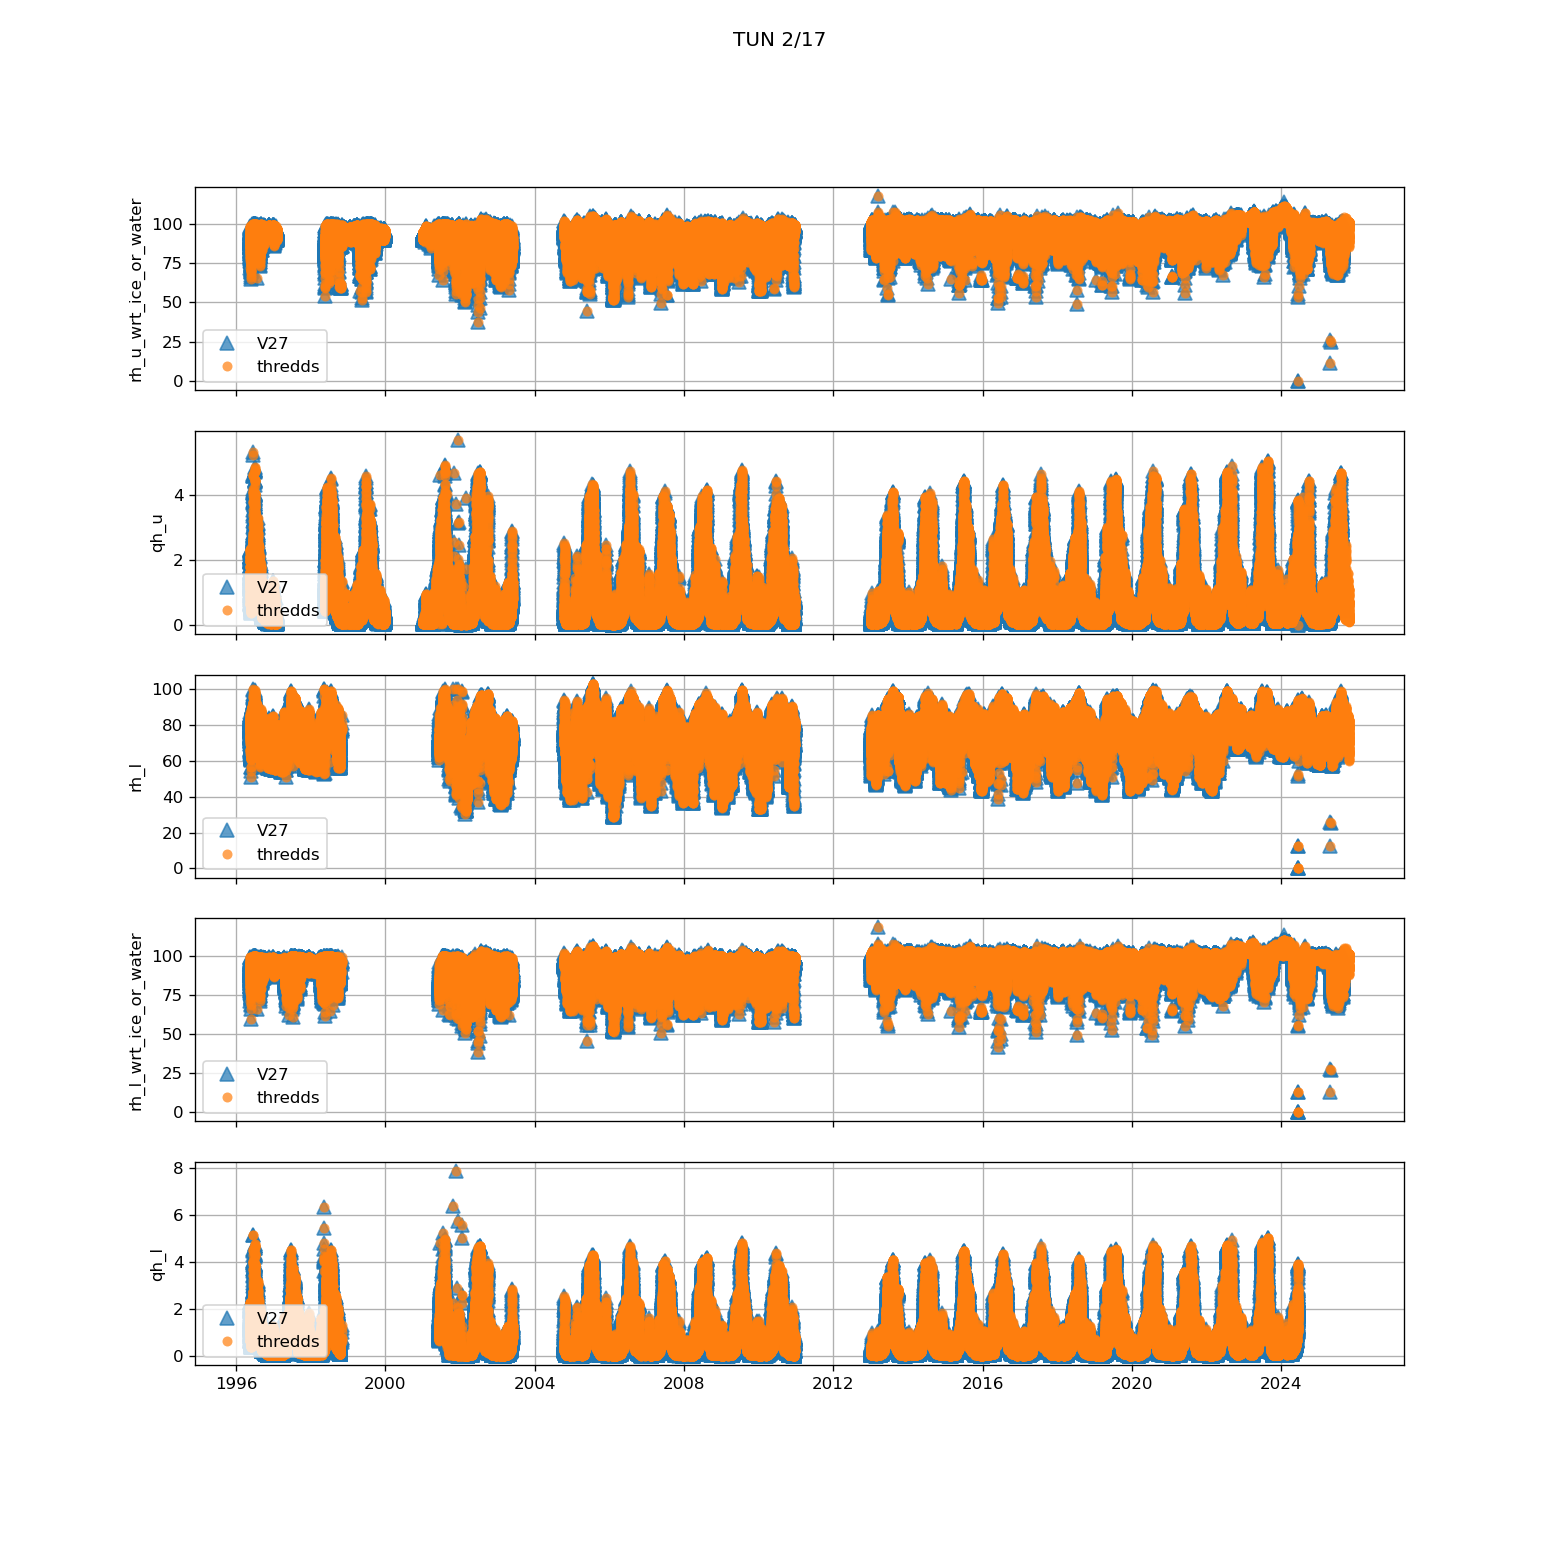 TUN 2/17
rh_u_wrt_ice_or_water
100
75
50
25
0
V27
thredds
qh_u
4
2
0
V27
thredds
rh_l
100
80
60
40
20
0
V27
thredds
rh_l_wrt_ice_or_water
100
75
50
25
0
V27
thredds
qh_l
8
6
4
2
0
V27
thredds
1996 2000 2004 2008 2012 2016 2020 2024